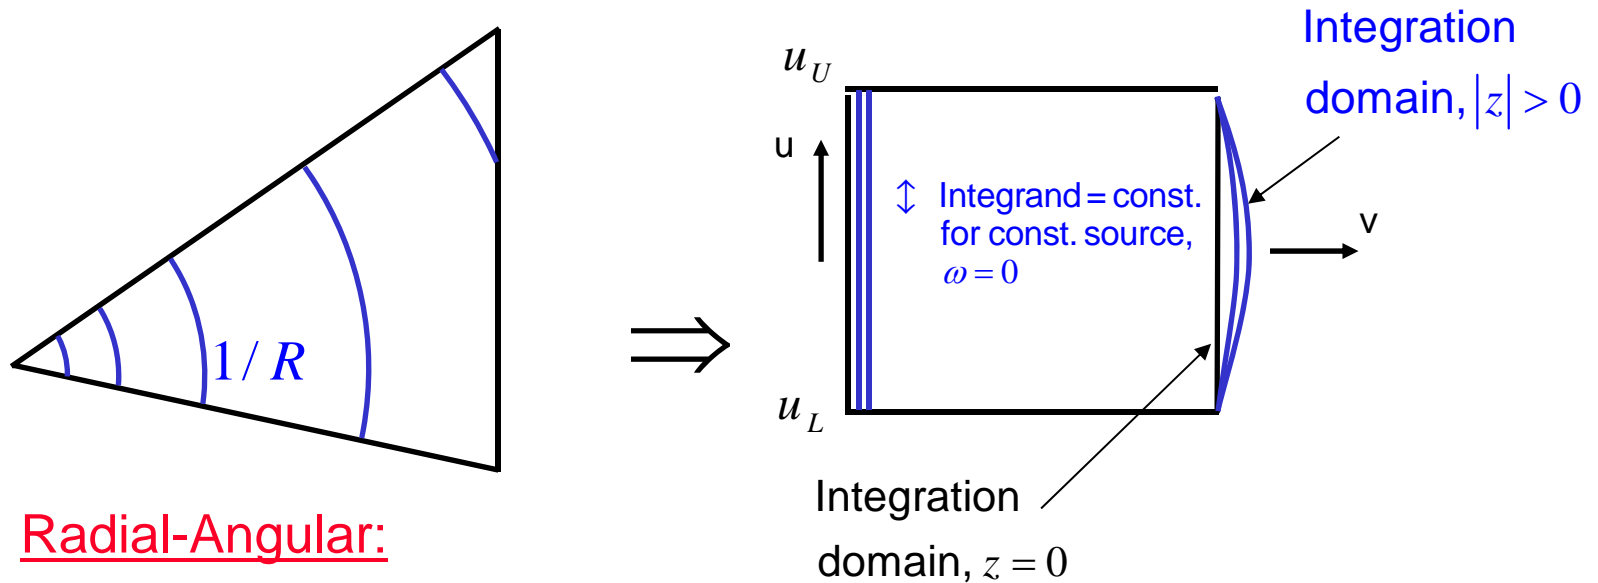 1/ R
Radial-Angular:
⇒
u_U
u
u_L
↕ Integrand = const.
for const. source,
ω = 0
Integration
domain, |z| > 0
v
Integration
domain, z = 0